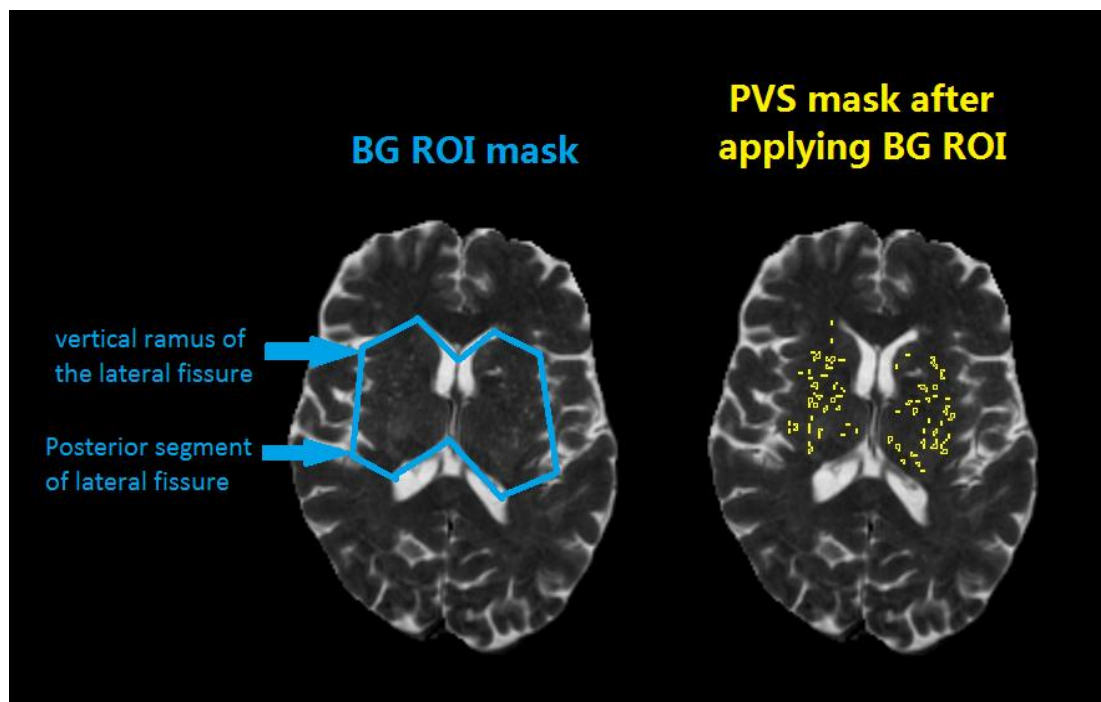 BG ROI mask
PVS mask after
applying BG ROI
vertical ramus of
the lateral fissure
Posterior segment
of lateral fissure